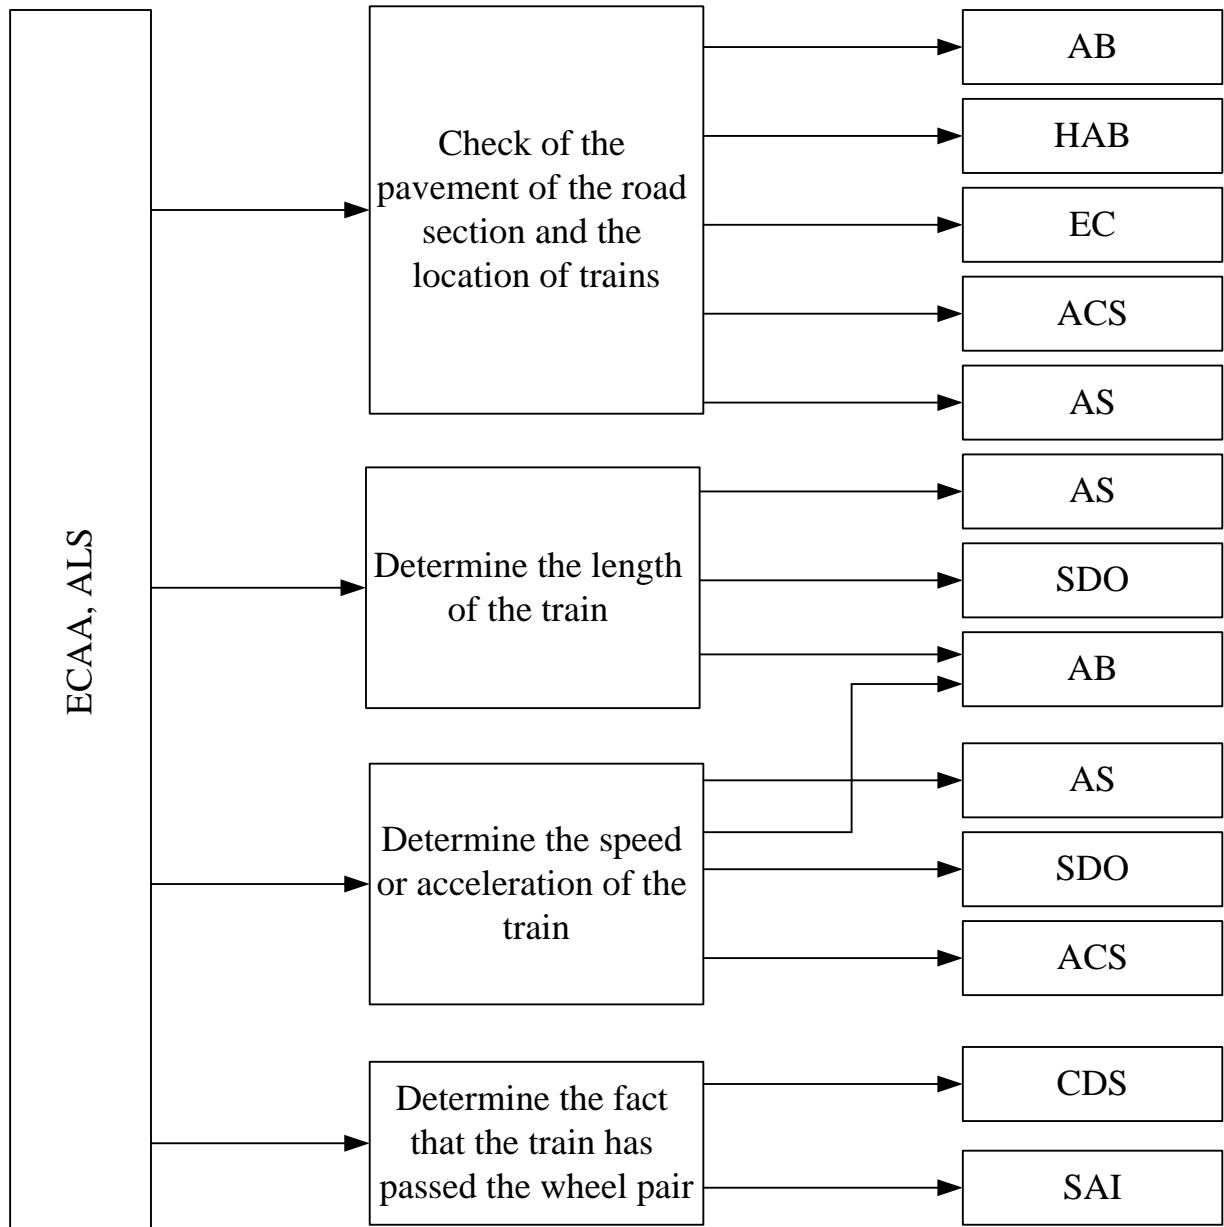 ECAA, ALS
Check of the
pavement of the road
section and the
location of trains
AB
HAB
EC
ACS
AS
Determine the length
of the train
AS
SDO
AB
Determine the speed
or acceleration of the
train
AS
SDO
ACS
Determine the fact
that the train has
passed the wheel pair
CDS
SAI